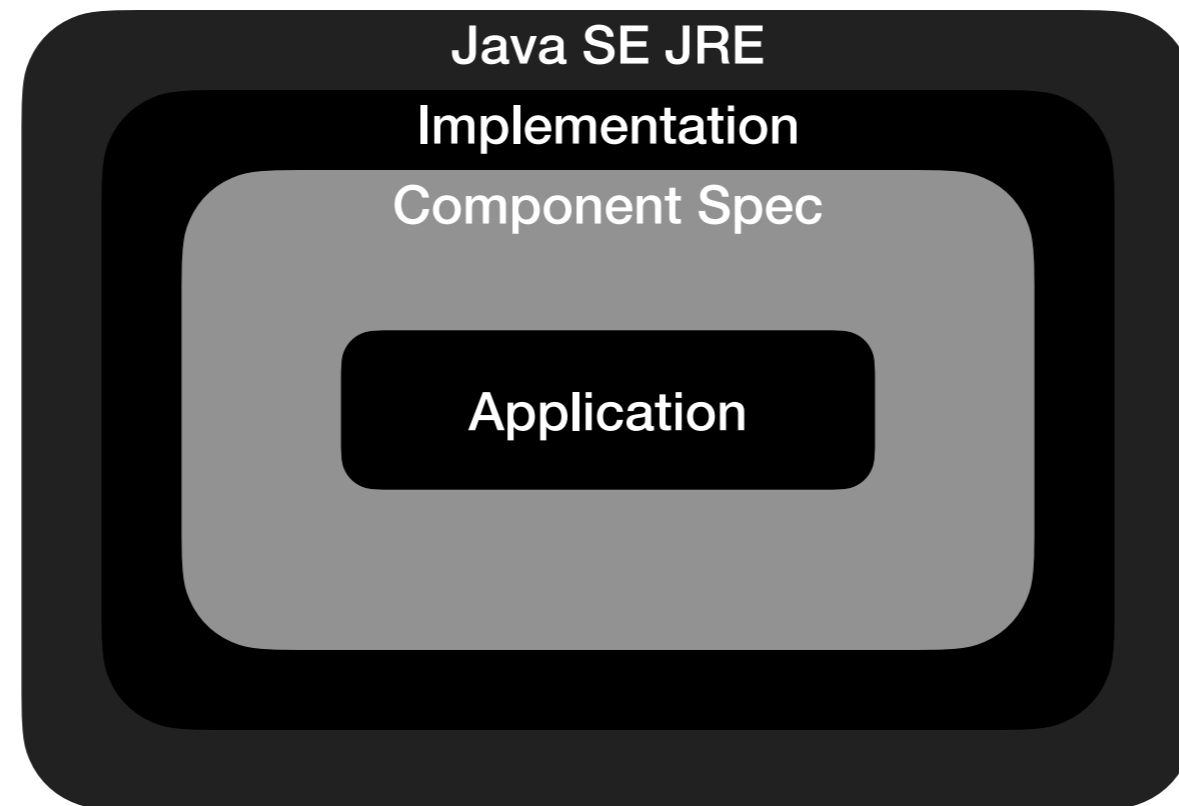 Java SE JRE
Implementation
Component Spec
Application